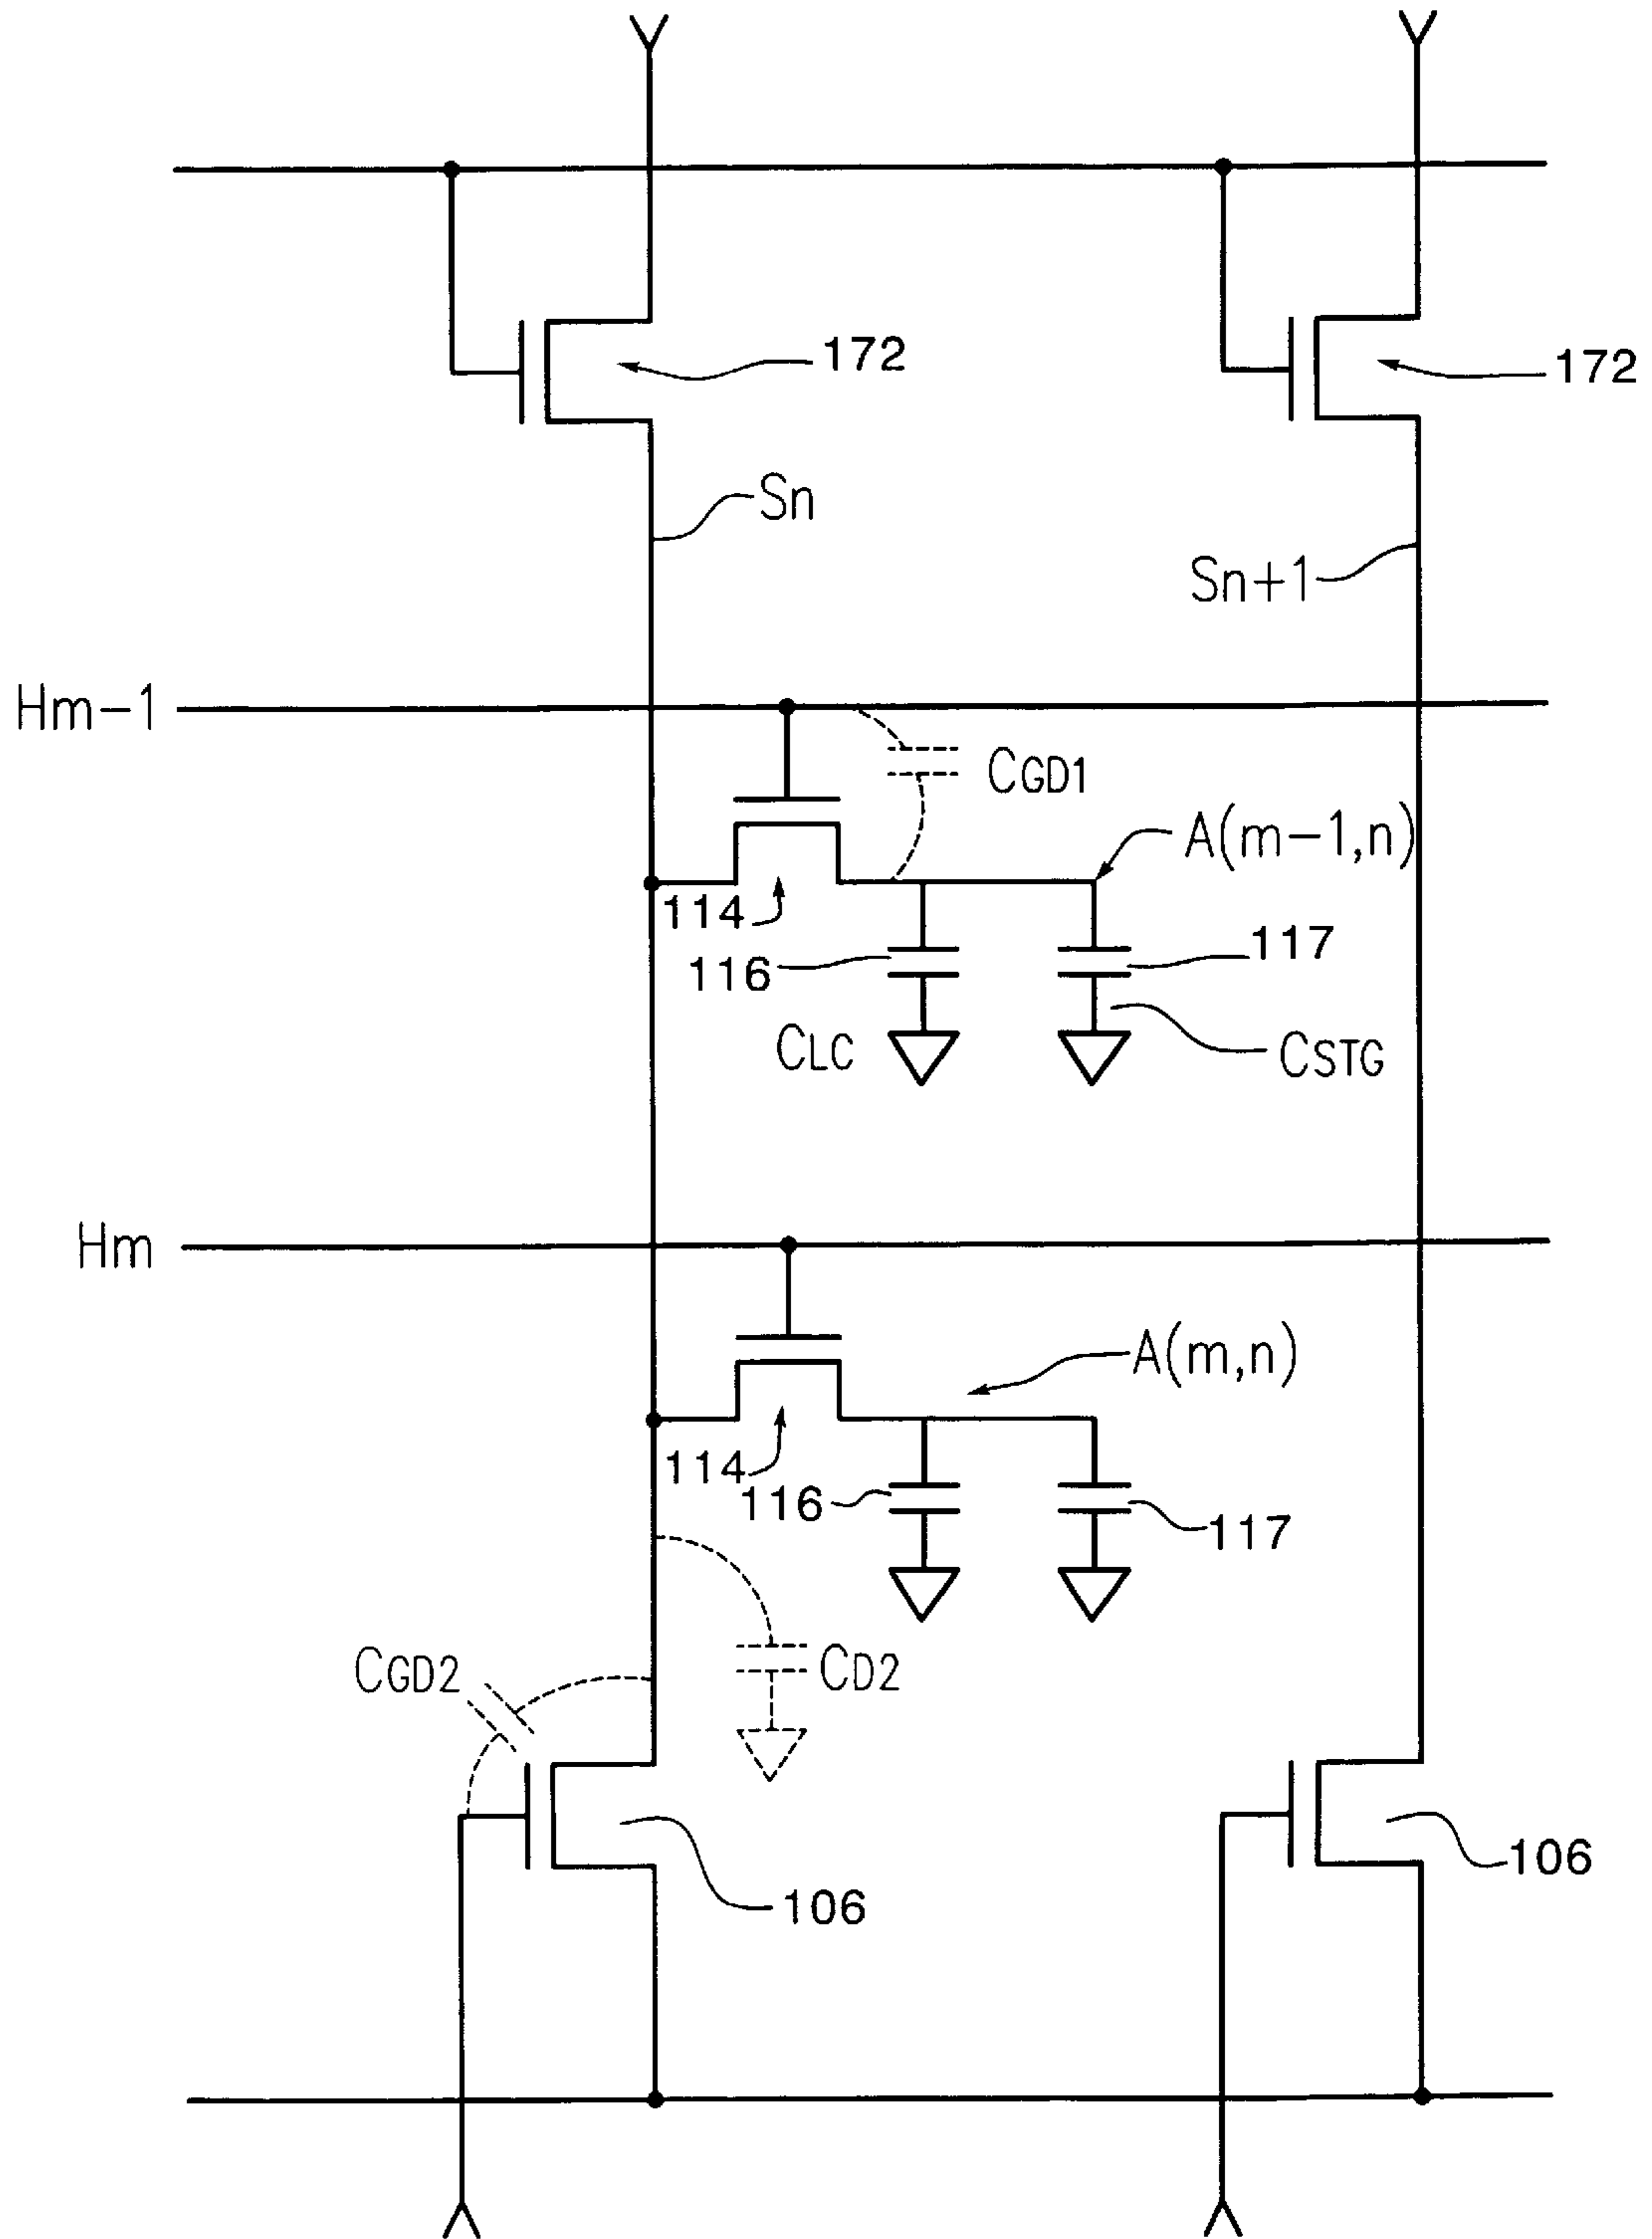 172
172
Sn
Sn+1
Hm-1
CGD1
A(m-1,n)
114
116
117
CLC
CSTG
Hm
A(m,n)
114
116
117
CGD2
CD2
106
106